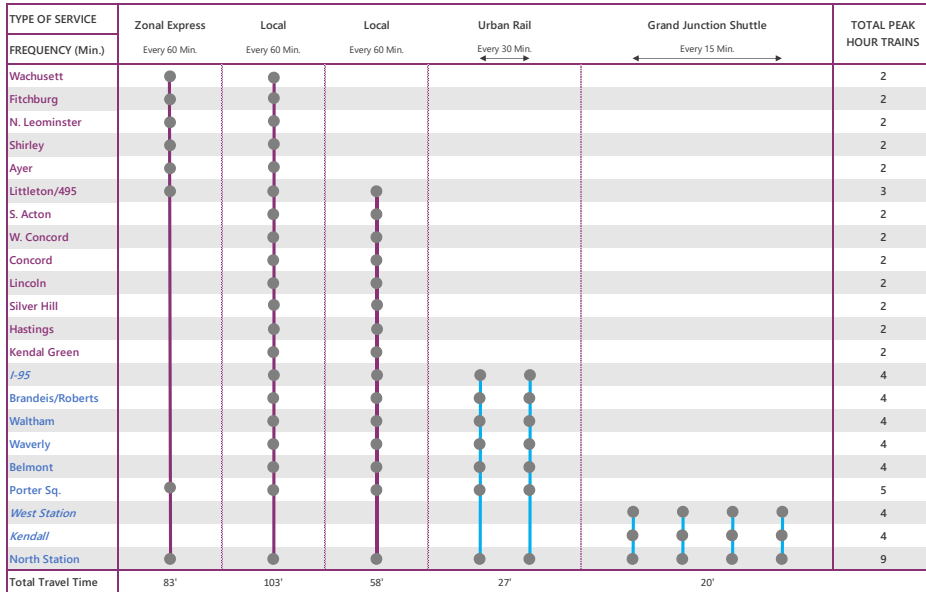 TYPE OF SERVICE Zonal Express Local Local Urban Rail Grand Junction Shuttle TOTAL PEAK HOUR TRAINS
FREQUENCY (Min.) Every 60 Min. Every 60 Min. Every 60 Min. Every 30 Min. Every 15 Min.
Wachusett 2
Fitchburg 2
N. Leominster 2
Shirley 2
Ayer 2
Littleton/495 3
S. Acton 2
W. Concord 2
Concord 2
Lincoln 2
Silver Hill 2
Hastings 2
Kendal Green 2
I-95 4
Brandeis/Roberts 4
Waltham 4
Waverly 4
Belmont 4
Porter Sq. 5
West Station 4
Kendall 4
North Station 9
Total Travel Time 83' 103' 58' 27' 20'